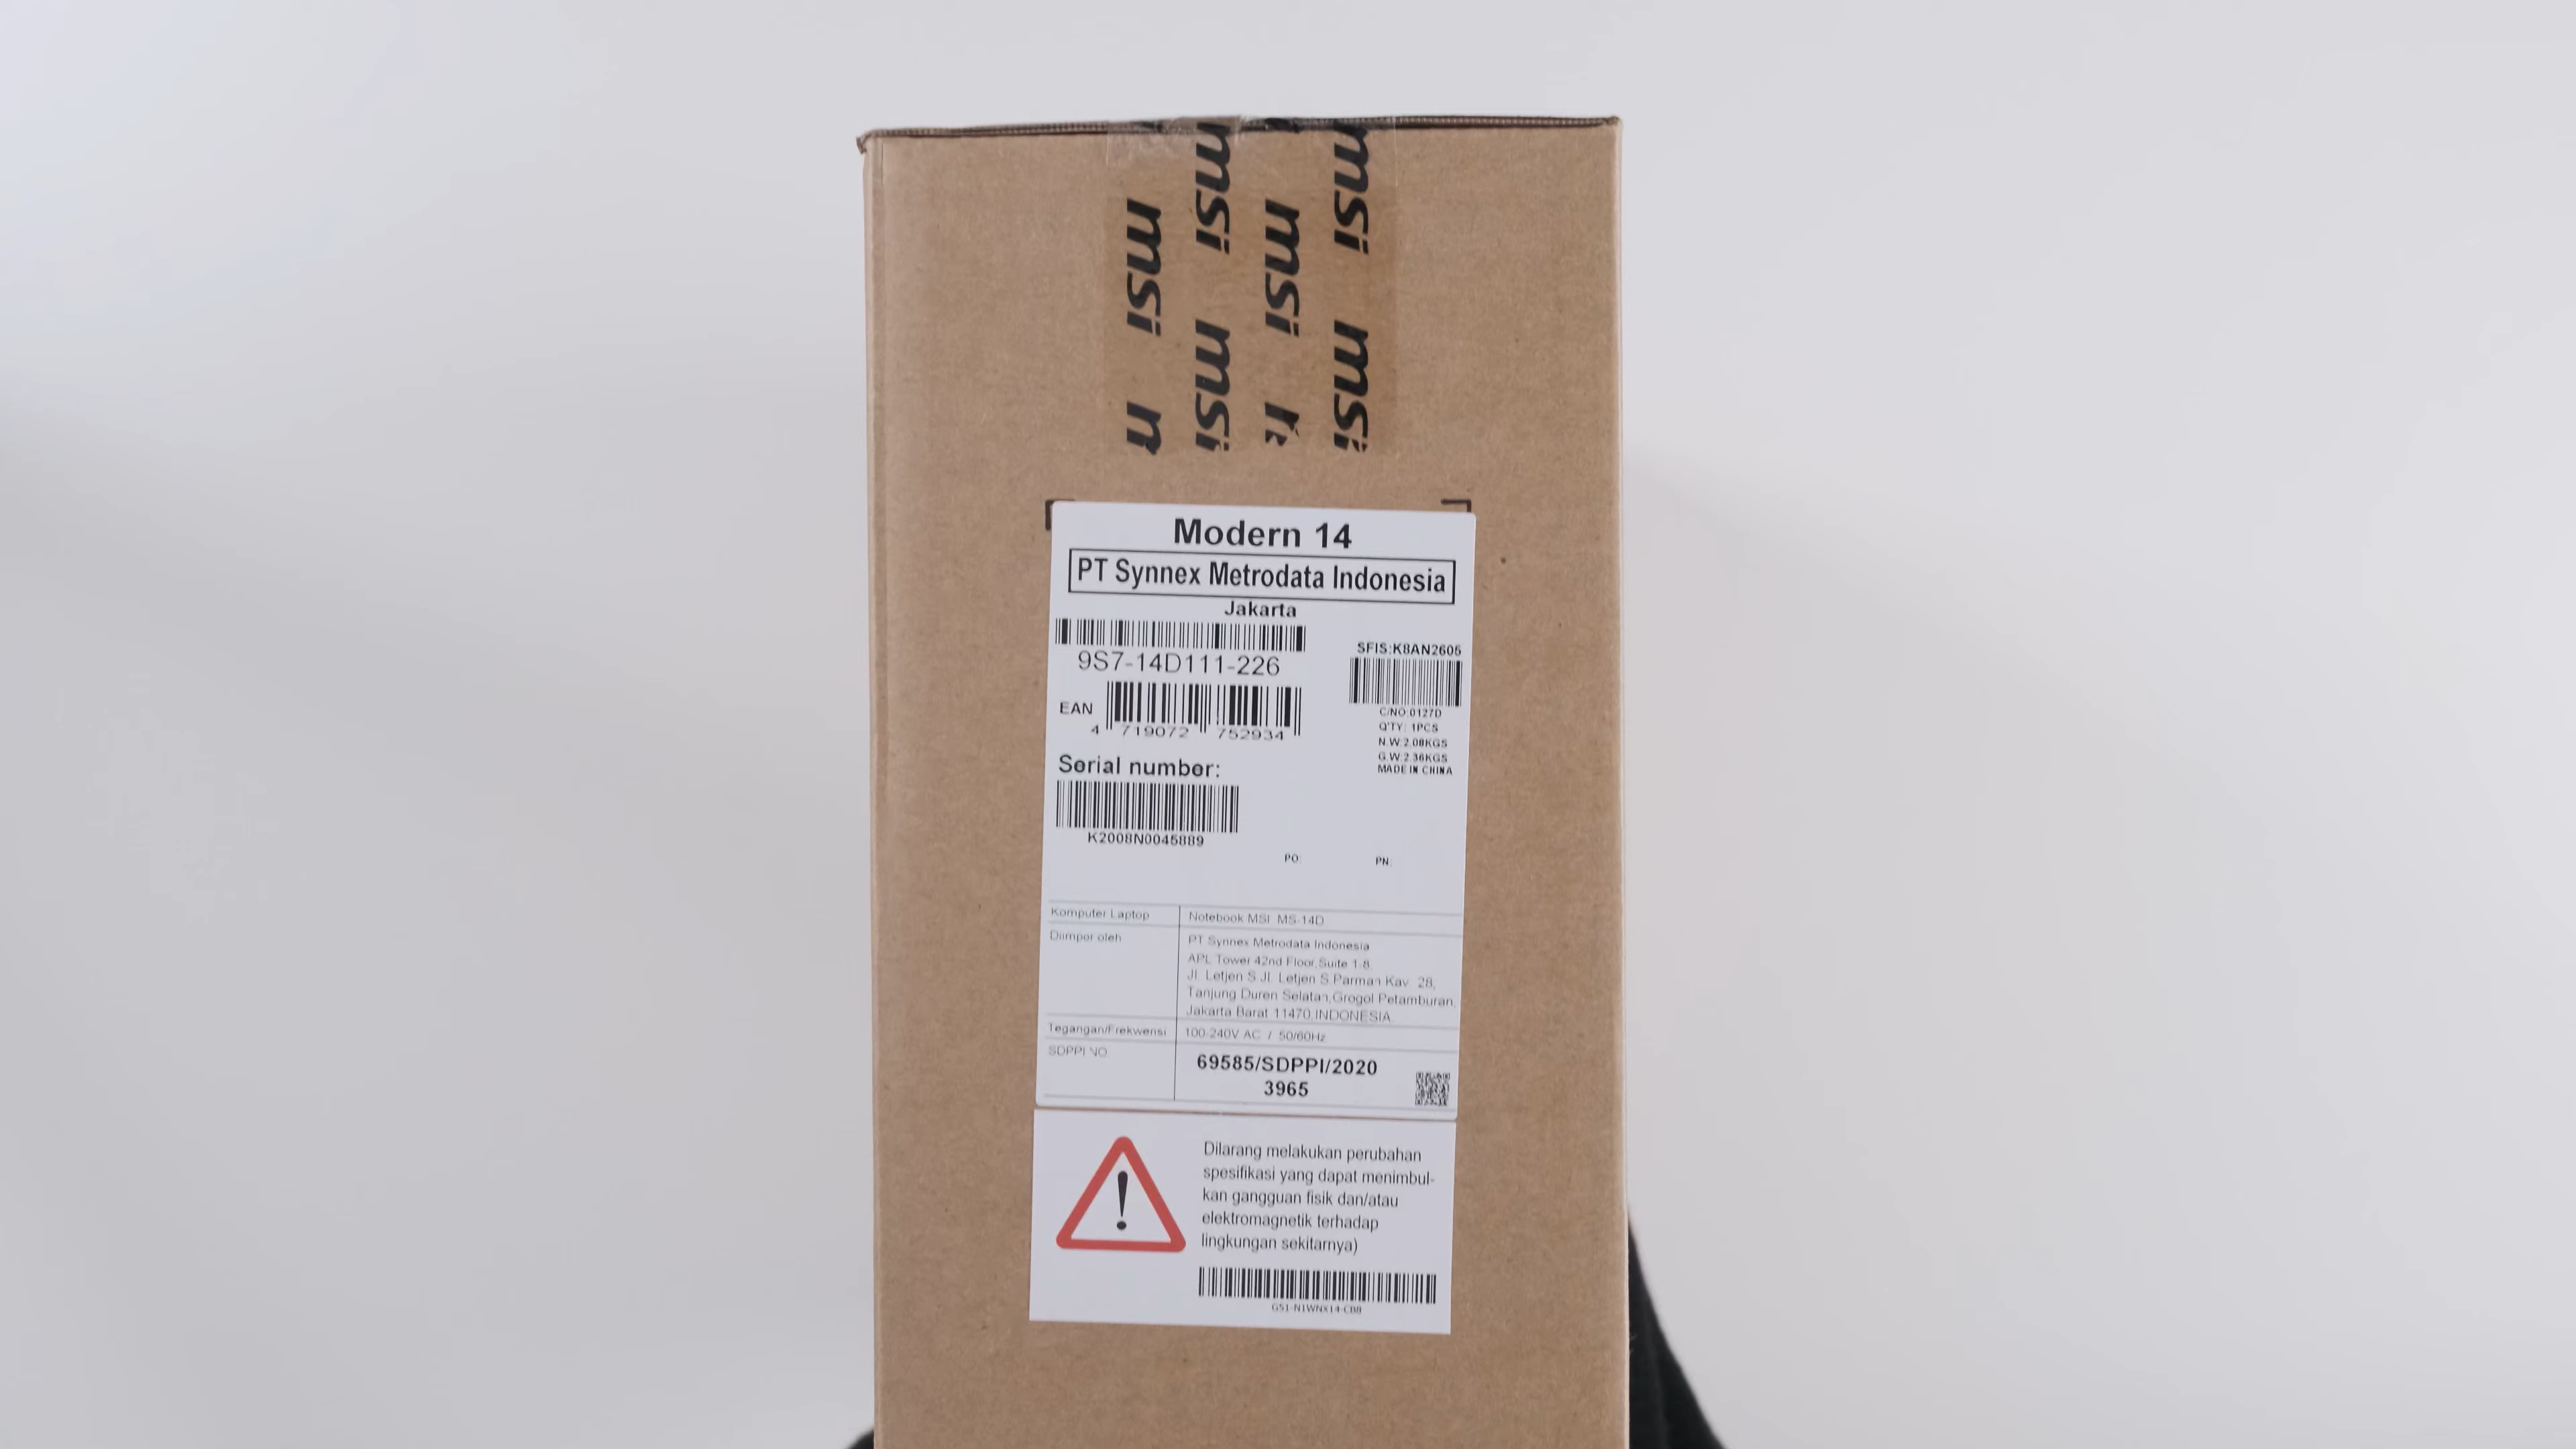 msi msi
msi msi
msi msi
Modern 14
PT Synnex Metrodata Indonesia
Jakarta
9S7-14D111-226
SFIS:K8AN2605
EAN
4 719072 752934
C/NO:0127D
Q'TY: 1PCS
N.W:2.08KGS
G.W:2.36KGS
MADE IN CHINA
Serial number:
K2008N0045889
PO:
PN:
Komputer Laptop
Notebook MSI MS-14D
Diimpor oleh
PT Synnex Metrodata Indonesia
APL Tower 42nd Floor,Suite 1-8
Jl. Letjen S.Jl. Letjen S.Parman Kav. 28,
Tanjung Duren Selatan,Grogol Petamburan,
Jakarta Barat 11470,INDONESIA
Tegangan/Frekwensi
100-240V AC / 50/60Hz
SDPPI NO
69585/SDPPI/2020
3965
Dilarang melakukan perubahan
spesifikasi yang dapat menimbul-
kan gangguan fisik dan/atau
elektromagnetik terhadap
lingkungan sekitarnya)
G51-N1WNX14-CB8